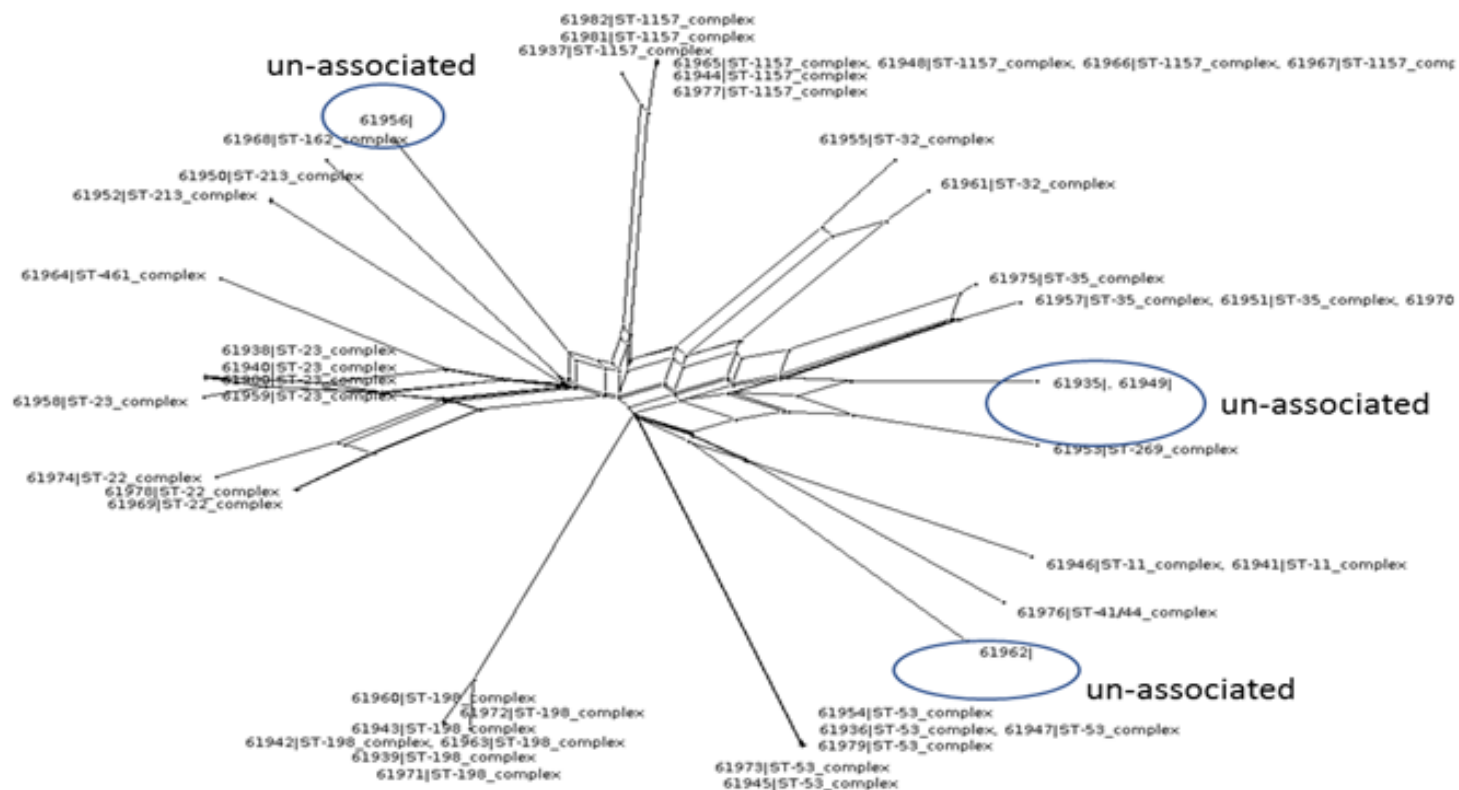 61982|ST-1157_complex
61981|ST-1157_complex
61937|ST-1157_complex
61965|ST-1157_complex, 61948|ST-1157_complex, 61966|ST-1157_complex, 61967|ST-1157_comp
61944|ST-1157_complex
61977|ST-1157_complex
un-associated
61956|
61968|ST-162_complex
61955|ST-32_complex
61950|ST-213_complex
61961|ST-32_complex
61952|ST-213_complex
61964|ST-461_complex
61975|ST-35_complex
61957|ST-35_complex, 61951|ST-35_complex, 61970
61938|ST-23_complex
61940|ST-23_complex
ST-23_complex
61959|ST-23_complex
61958|ST-23_complex
61935|, 61949|
un-associated
61953|ST-269_complex
61974|ST-22_complex
61978|ST-22_complex
61969|ST-22_complex
61946|ST-11_complex, 61941|ST-11_complex
61976|ST-41/44_complex
61962|
un-associated
61960|ST-198_complex
61972|ST-198_complex
61943|ST-198_complex
61942|ST-198_complex, 61963|ST-198_complex
61939|ST-198_complex
61971|ST-198_complex
61954|ST-53_complex
61936|ST-53_complex, 61947|ST-53_complex
61979|ST-53_complex
61973|ST-53_complex
61945|ST-53_complex